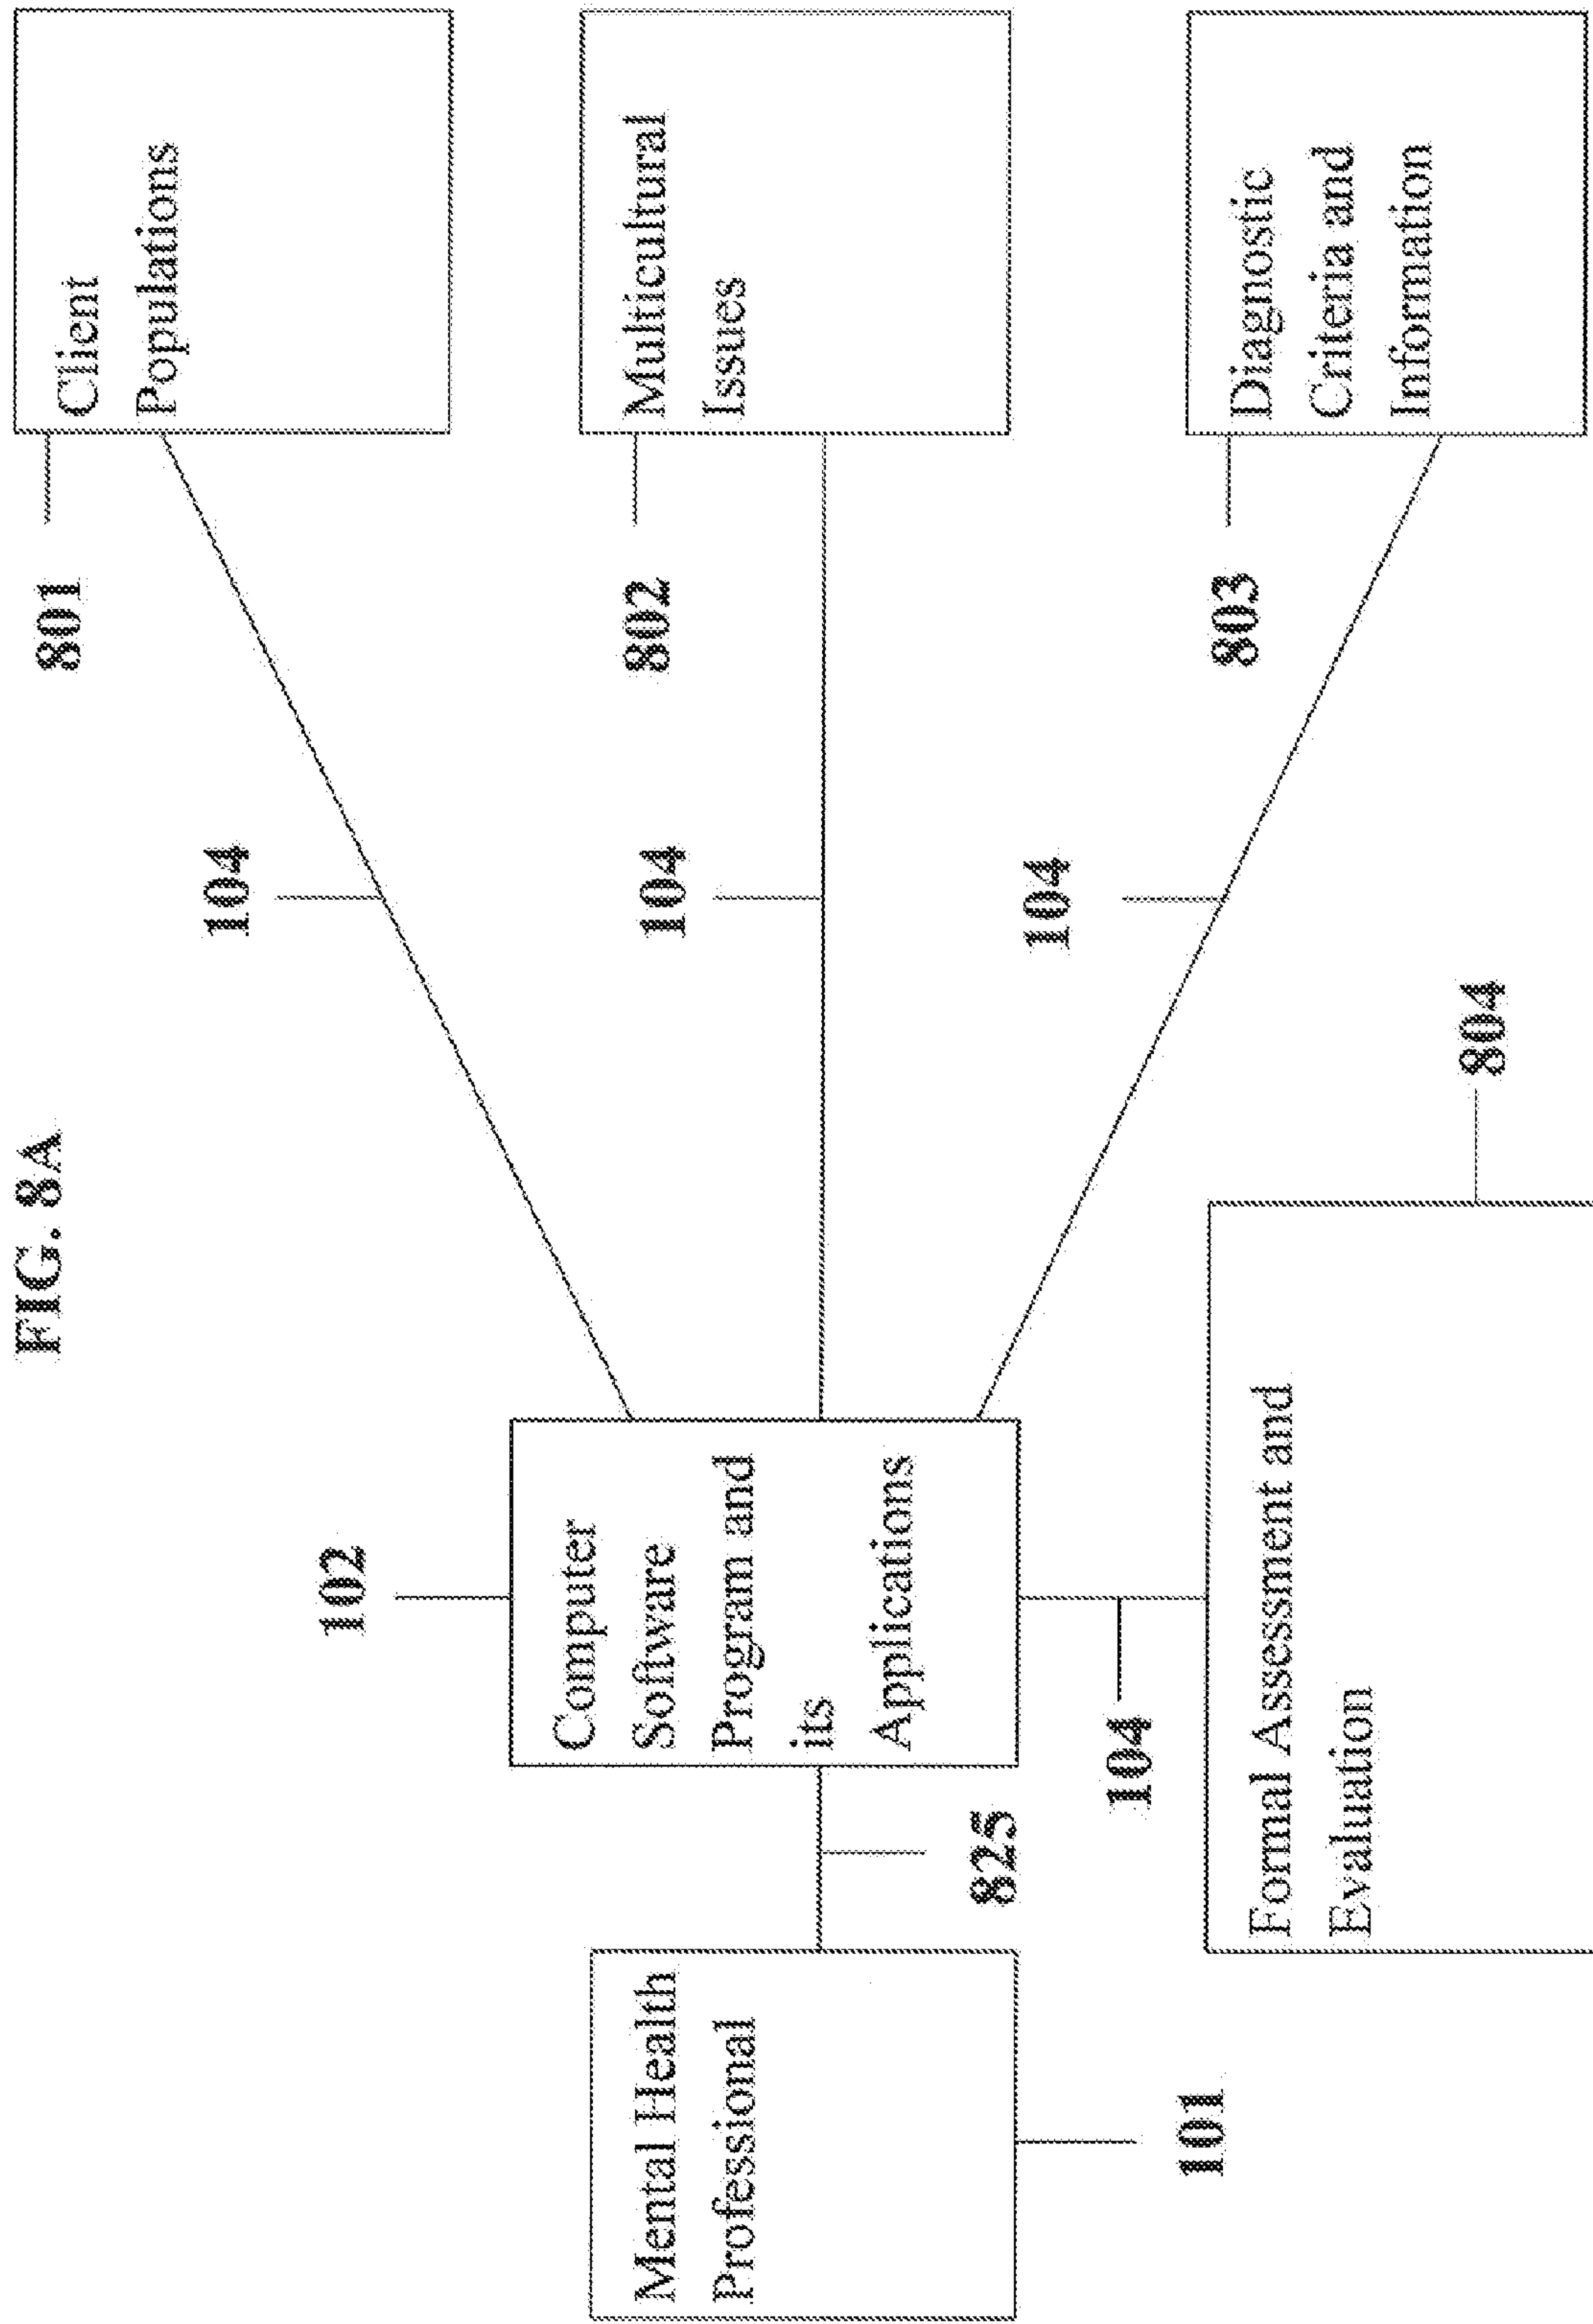 FIG. 8A
801
Client
Populations
104
102
802
Multicultural
Issues
104
Computer
Software
Program and
its
Applications
Mental Health
Professional
825
104
803
Diagnostic
Criteria and
Information
104
101
Formal Assessment and
Evaluation
804